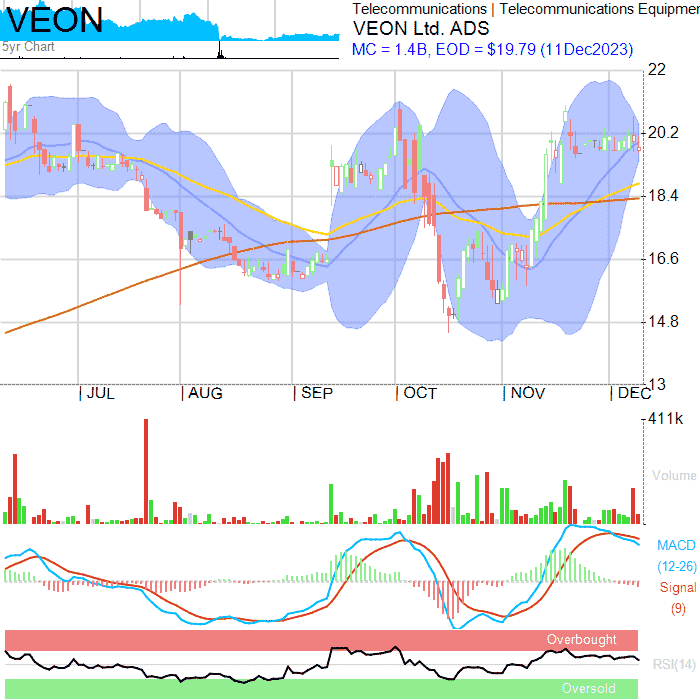 VEON
5yr Chart
Telecommunications | Telecommunications Equipmen
VEON Ltd. ADS
MC = 1.4B, EOD = $19.79 (11Dec2023)
22
20.2
18.4
16.6
14.8
13
JUL AUG SEP OCT NOV DEC
411k
Volume
MACD
(12-26)
Signal
(9)
Overbought
RSI(14)
Oversold